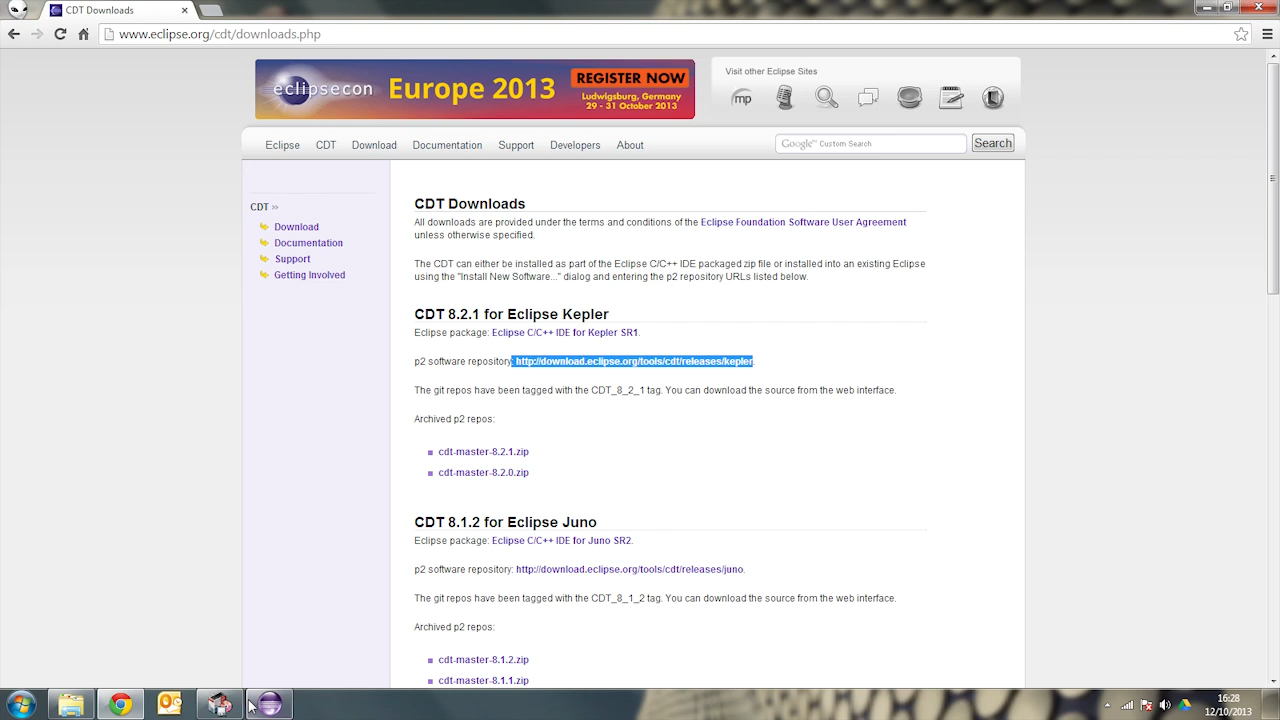 CDT Downloads
www.eclipse.org/cdt/downloads.php
eclipsecon Europe 2013 REGISTER NOW
Ludwigsburg, Germany
29 - 31 October 2013
Visit other Eclipse Sites
mp
Eclipse CDT Download Documentation Support Developers About Google™ Custom Search Search
CDT »
Download
Documentation
Support
Getting Involved
CDT Downloads
All downloads are provided under the terms and conditions of the Eclipse Foundation Software User Agreement
unless otherwise specified.
The CDT can either be installed as part of the Eclipse C/C++ IDE packaged zip file or installed into an existing Eclipse
using the "Install New Software..." dialog and entering the p2 repository URLs listed below.
CDT 8.2.1 for Eclipse Kepler
Eclipse package: Eclipse C/C++ IDE for Kepler SR1.
p2 software repository: http://download.eclipse.org/tools/cdt/releases/kepler.
The git repos have been tagged with the CDT_8_2_1 tag. You can download the source from the web interface.
Archived p2 repos:
cdt-master-8.2.1.zip
cdt-master-8.2.0.zip
CDT 8.1.2 for Eclipse Juno
Eclipse package: Eclipse C/C++ IDE for Juno SR2.
p2 software repository: http://download.eclipse.org/tools/cdt/releases/juno.
The git repos have been tagged with the CDT_8_1_2 tag. You can download the source from the web interface.
Archived p2 repos:
cdt-master-8.1.2.zip
cdt-master-8.1.1.zip
16:28
12/10/2013